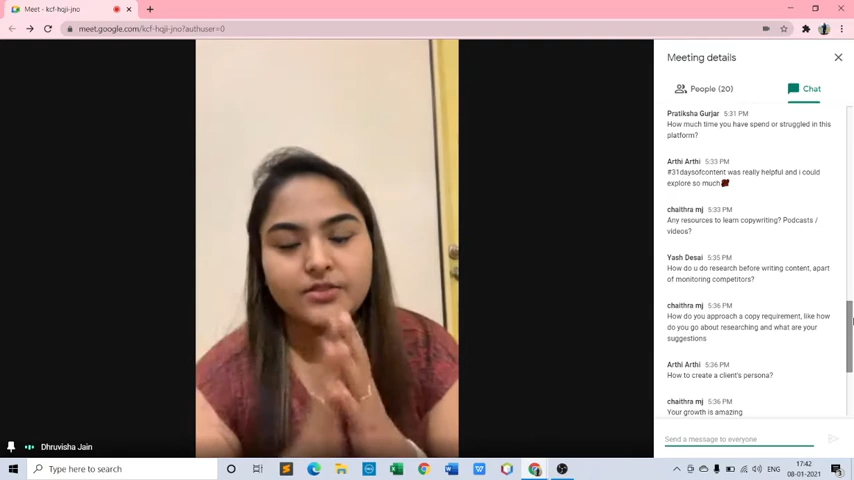 Meet - kcf-hqji-jno
meet.google.com/kcf-hqji-jno?authuser=0
Meeting details
People (20)
Chat
Pratiksha Gurjar 5:31 PM
How much time you have spend or struggled in this
platform?
Arthi Arthi 5:33 PM
#31daysofcontent was really helpful and i could
explore so much
chaithra mj 5:33 PM
Any resources to learn copywriting? Podcasts /
videos?
Yash Desai 5:35 PM
How do u do research before writing content, apart
of monitoring competitors?
chaithra mj 5:36 PM
How do you approach a copy requirement, like how
do you go about researching and what are your
suggestions
Arthi Arthi 5:36 PM
How to create a client's persona?
chaithra mj 5:36 PM
Your growth is amazing
Send a message to everyone
Dhruvisha Jain
Type here to search
ENG
17:42
08-01-2021